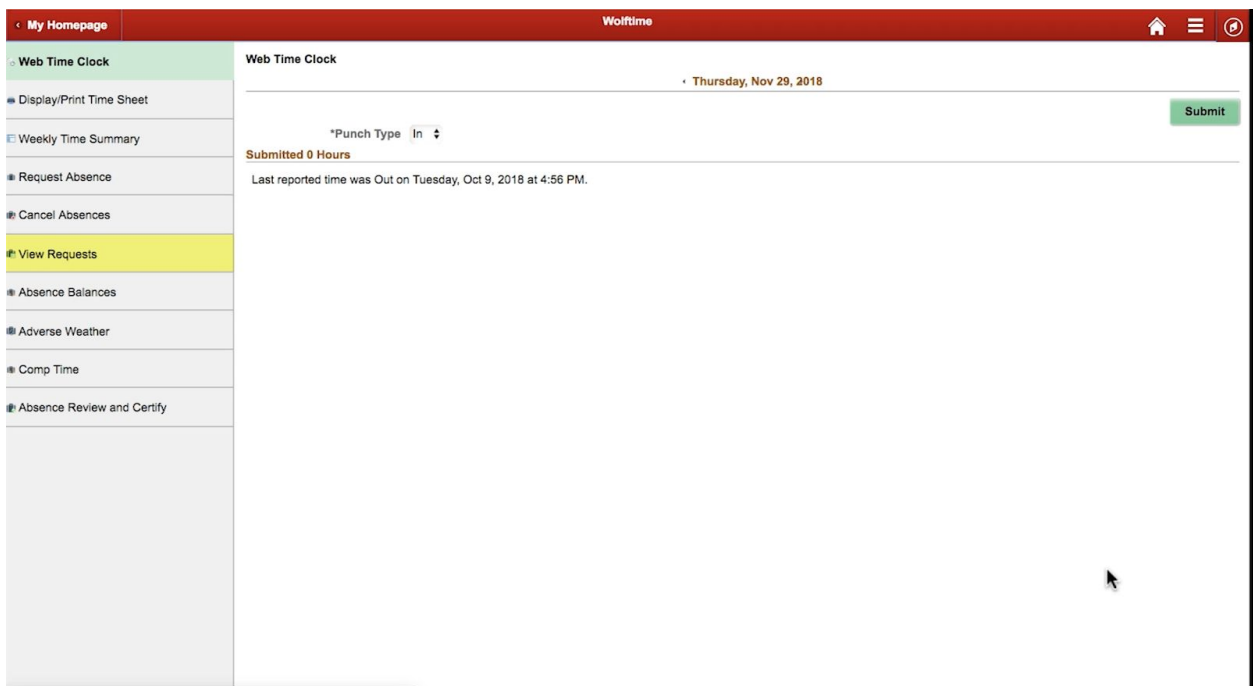 My Homepage
Wolftime
Web Time Clock
Display/Print Time Sheet
Weekly Time Summary
Request Absence
Cancel Absences
View Requests
Absence Balances
Adverse Weather
Comp Time
Absence Review and Certify
Web Time Clock
Thursday, Nov 29, 2018
Submit
*Punch Type In
Submitted 0 Hours
Last reported time was Out on Tuesday, Oct 9, 2018 at 4:56 PM.